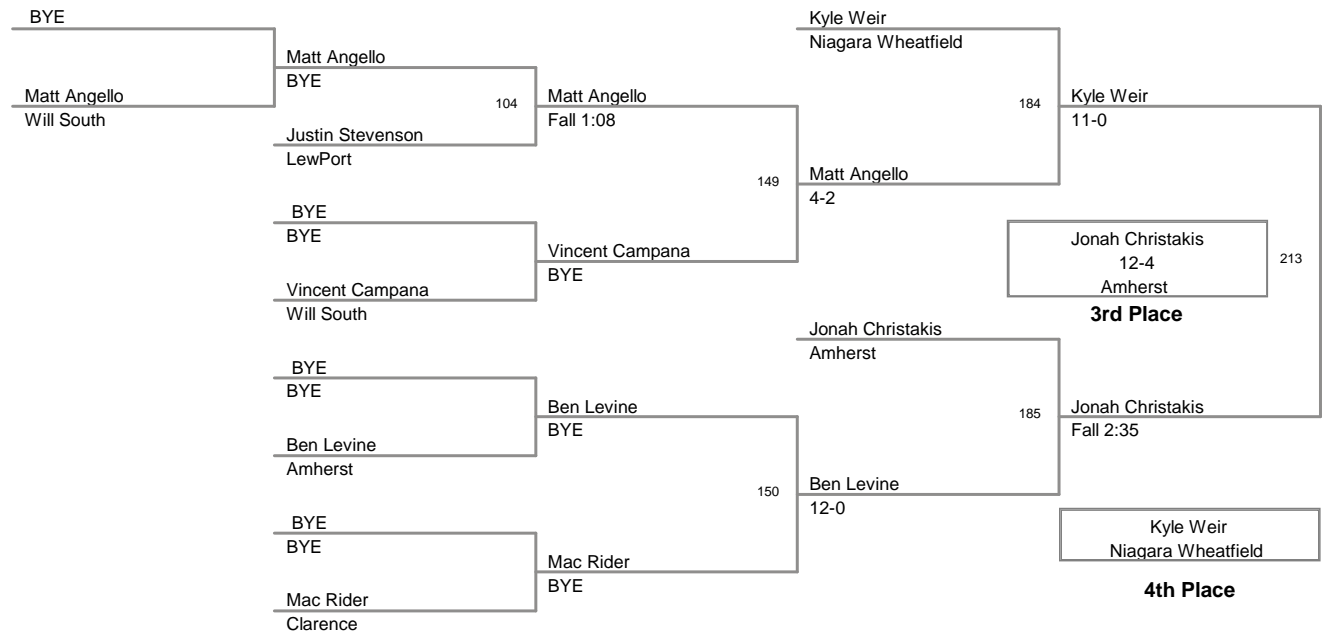 BYE
Matt Angello
Will South
Matt Angello
BYE
104
Justin Stevenson
LewPort
Matt Angello
Fall 1:08
BYE
BYE
Vincent Campana
Will South
Vincent Campana
BYE
149
Matt Angello
4-2
Kyle Weir
Niagara Wheatfield
184
Kyle Weir
11-0
Jonah Christakis
12-4
Amherst
213
3rd Place
BYE
BYE
Ben Levine
Amherst
Ben Levine
BYE
BYE
BYE
Mac Rider
Clarence
Mac Rider
BYE
150
Ben Levine
12-0
Jonah Christakis
Amherst
185
Jonah Christakis
Fall 2:35
Kyle Weir
Niagara Wheatfield
4th Place